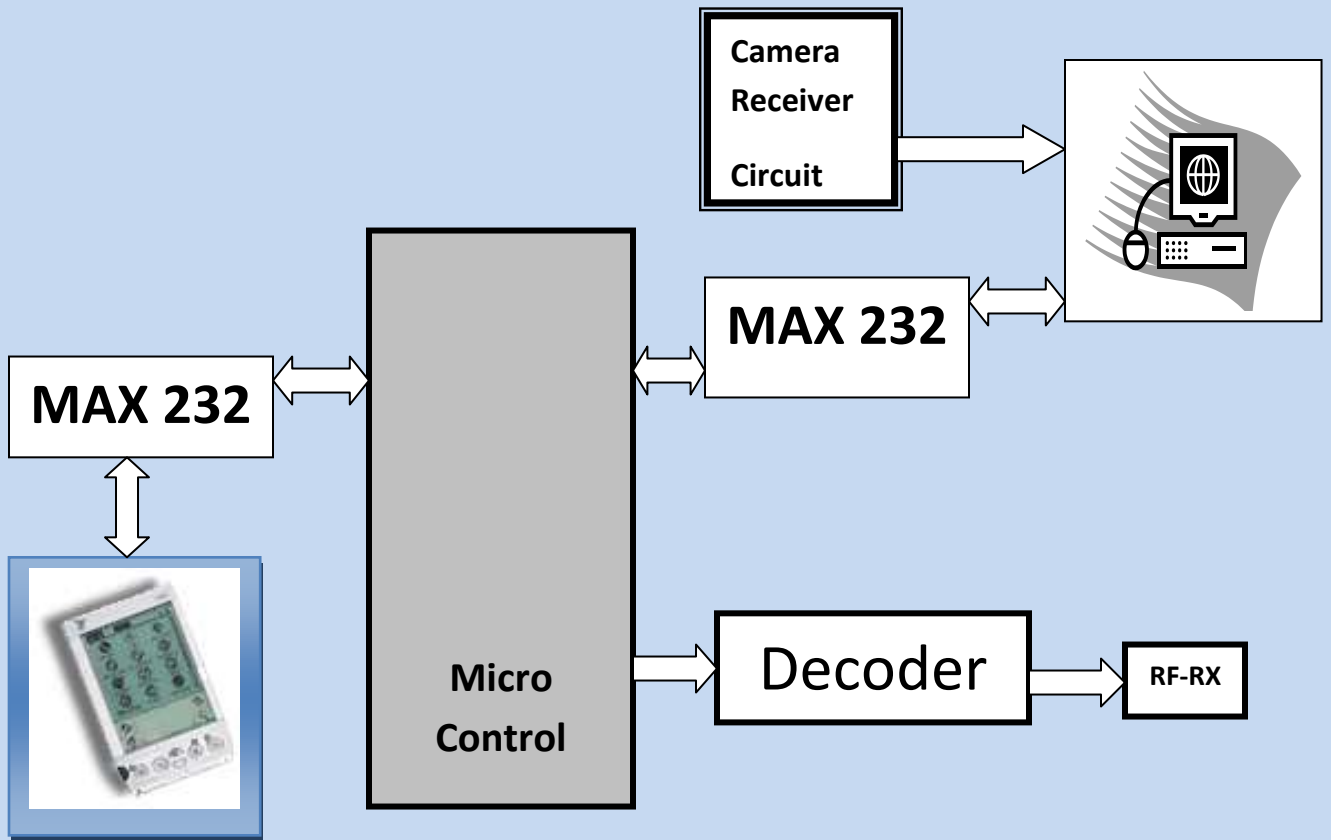 Camera
Receiver
Circuit
MAX 232
MAX 232
Micro
Control
Decoder
RF-RX